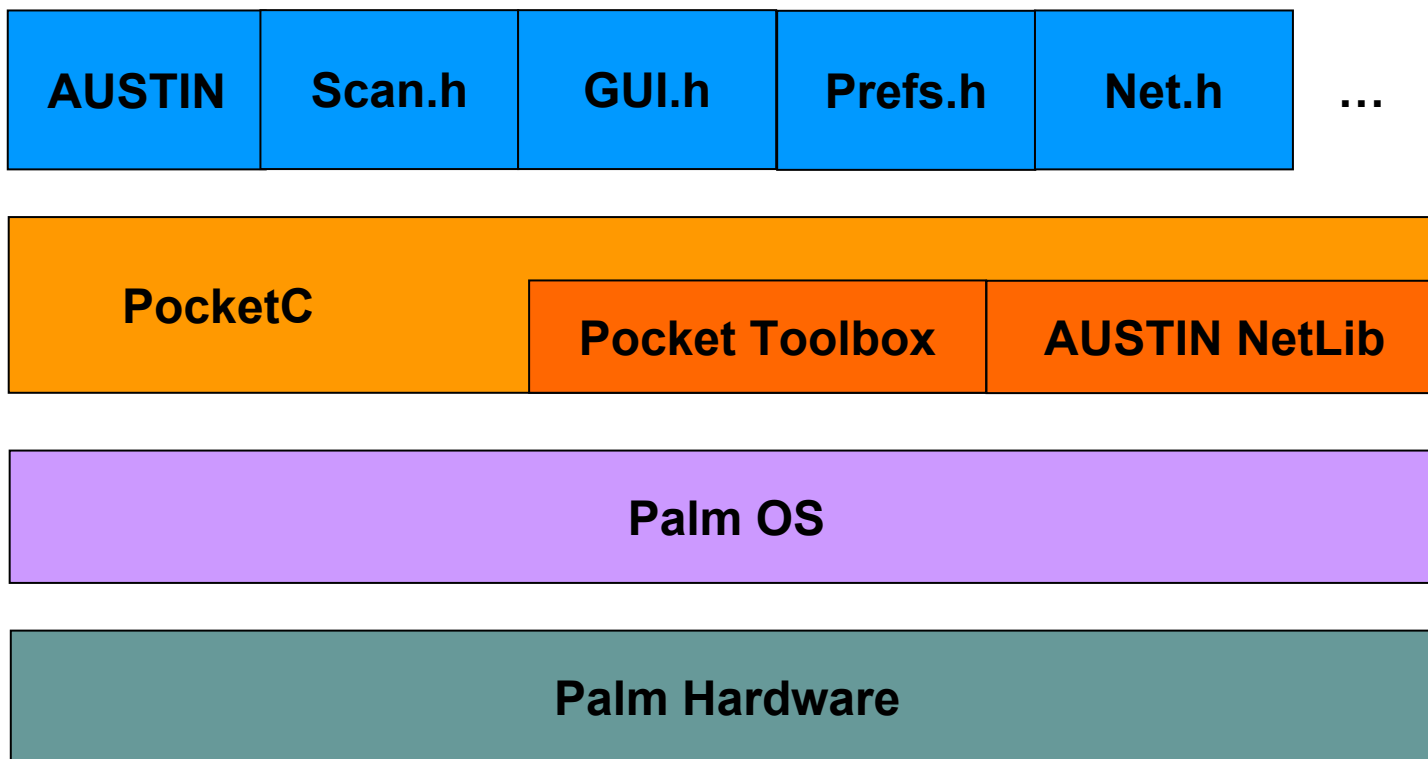 AUSTIN Scan.h GUI.h Prefs.h Net.h ...
PocketC
Pocket Toolbox AUSTIN NetLib
Palm OS
Palm Hardware